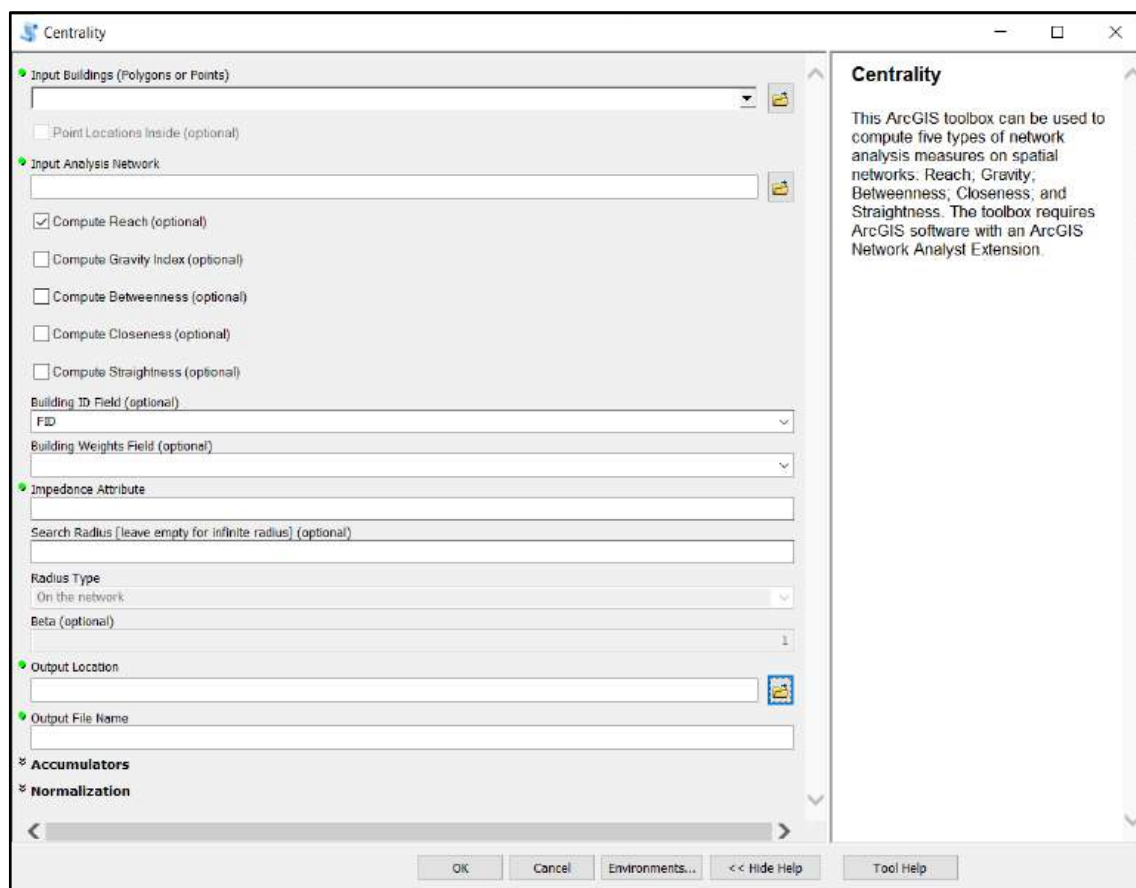 Centrality
Input Buildings (Polygons or Points)
Point Locations Inside (optional)
Input Analysis Network
Compute Reach (optional)
Compute Gravity Index (optional)
Compute Betweenness (optional)
Compute Closeness (optional)
Compute Straightness (optional)
Building ID Field (optional)
FID
Building Weights Field (optional)
Impedance Attribute
Search Radius [leave empty for infinite radius] (optional)
Radius Type
On the network
Beta (optional)
1
Output Location
Output File Name
Accumulators
Normalization
Centrality
This ArcGIS toolbox can be used to
compute five types of network
analysis measures on spatial
networks: Reach; Gravity;
Betweenness; Closeness; and
Straightness. The toolbox requires
ArcGIS software with an ArcGIS
Network Analyst Extension.
OK
Cancel
Environments...
<< Hide Help
Tool Help